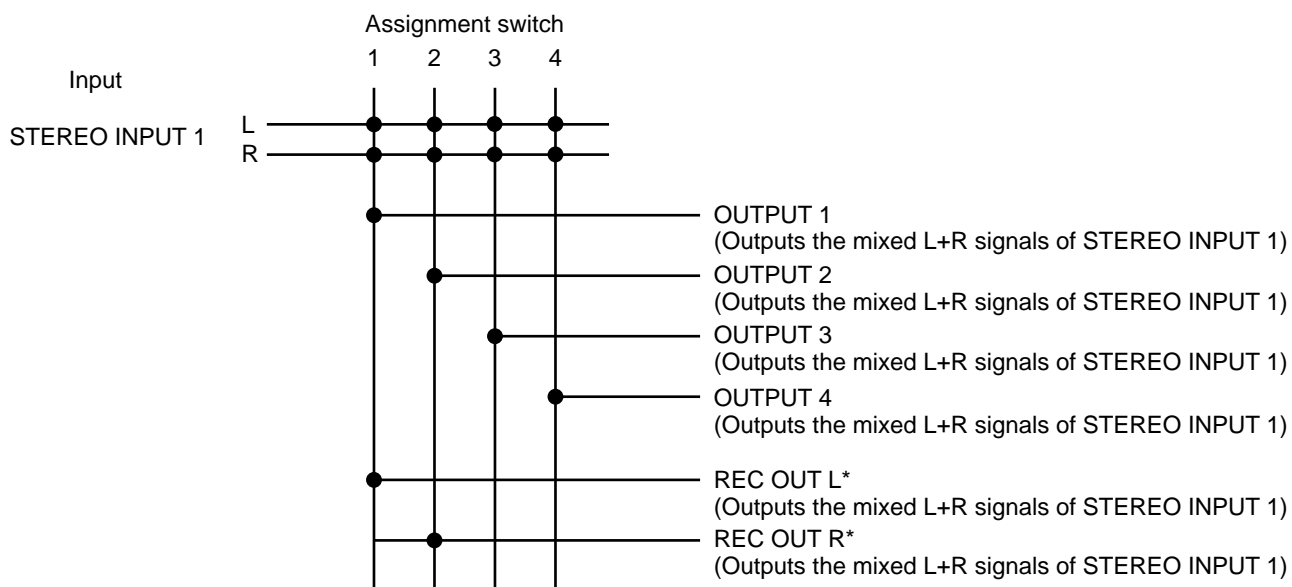 Assignment switch
1 2 3 4
Input
STEREO INPUT 1
L
R
OUTPUT 1
(Outputs the mixed L+R signals of STEREO INPUT 1)
OUTPUT 2
(Outputs the mixed L+R signals of STEREO INPUT 1)
OUTPUT 3
(Outputs the mixed L+R signals of STEREO INPUT 1)
OUTPUT 4
(Outputs the mixed L+R signals of STEREO INPUT 1)
REC OUT L*
(Outputs the mixed L+R signals of STEREO INPUT 1)
REC OUT R*
(Outputs the mixed L+R signals of STEREO INPUT 1)